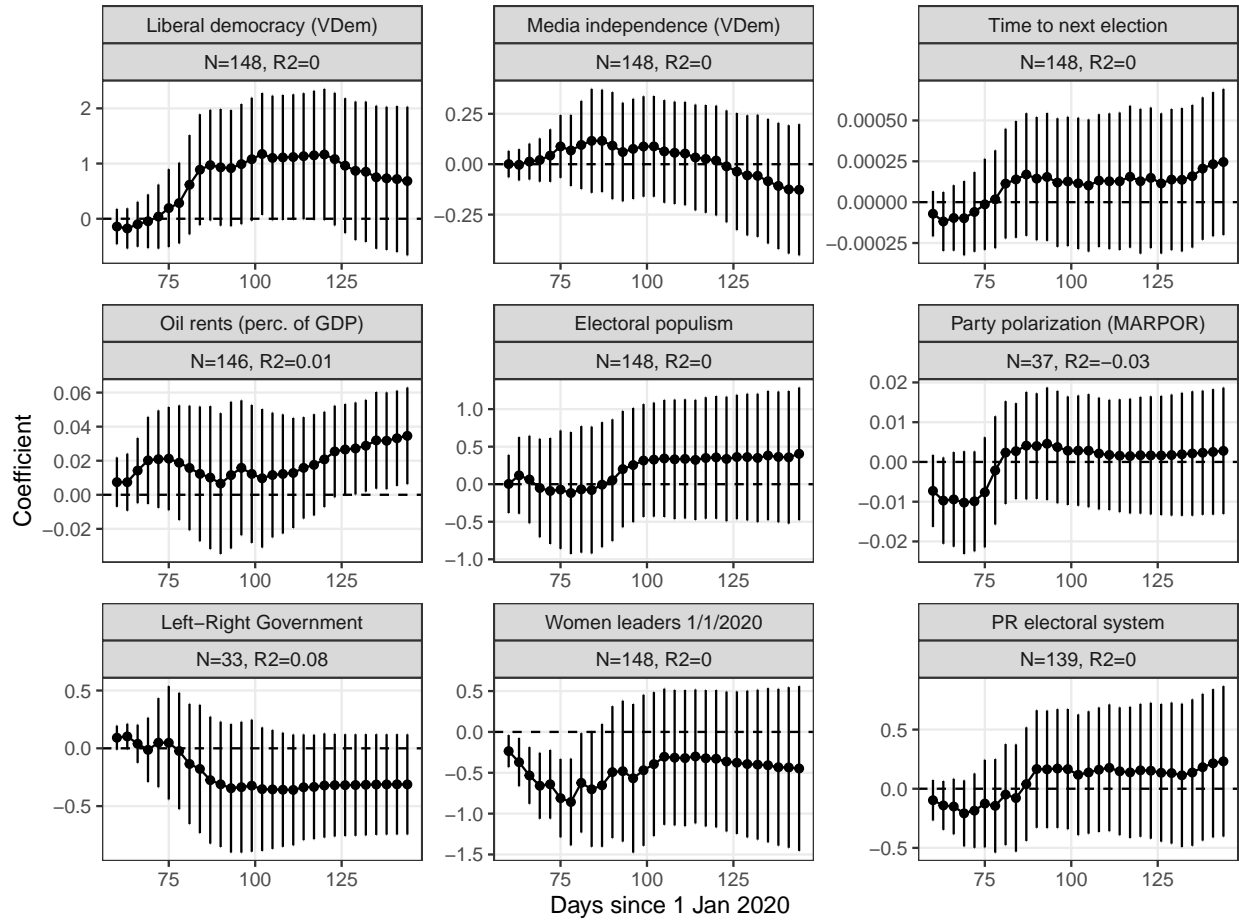 Liberal democracy (VDem)
N=148, R2=0
2
1
0
75 100 125
Media independence (VDem)
N=148, R2=0
0.25
0.00
−0.25
75 100 125
Time to next election
N=148, R2=0
0.00050
0.00025
0.00000
−0.00025
75 100 125
Oil rents (perc. of GDP)
N=146, R2=0.01
0.06
0.04
0.02
0.00
−0.02
75 100 125
Electoral populism
N=148, R2=0
1.0
0.5
0.0
−0.5
−1.0
75 100 125
Party polarization (MARPOR)
N=37, R2=−0.03
0.02
0.01
0.00
−0.01
−0.02
75 100 125
Left−Right Government
N=33, R2=0.08
0.5
0.0
−0.5
75 100 125
Women leaders 1/1/2020
N=148, R2=0
0.5
0.0
−0.5
−1.0
−1.5
75 100 125
PR electoral system
N=139, R2=0
0.5
0.0
−0.5
75 100 125
Coefficient
Days since 1 Jan 2020